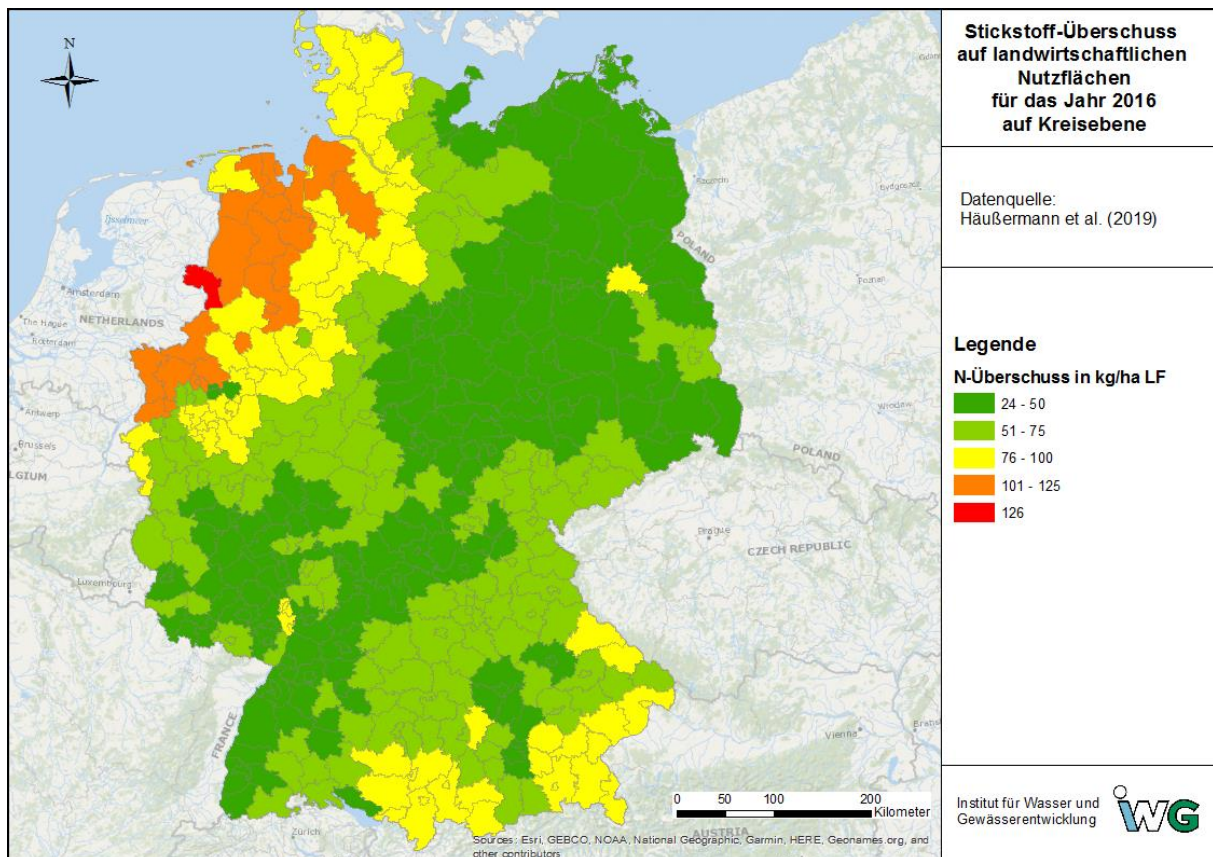 Stickstoff-Überschuss
auf landwirtschaftlichen
Nutzflächen
für das Jahr 2016
auf Kreisebene
Datenquelle:
Häußermann et al. (2019)
Legende
N-Überschuss in kg/ha LF
24 - 50
51 - 75
76 - 100
101 - 125
126
Institut für Wasser und
Gewässerentwicklung
IWG
N
Amsterdam
NETHERLANDS
The Hague
Rotterdam
Antwerp
Brussels
LGIUM
Luxembourg
FRANCE
Zürich
POLAND
Poznan
Wroclaw
POLAND
Prague
CZECH REPUBLIC
Vienna
AUSTRIA
0 50 100 200
Kilometer
Sources: Esri, GEBCO, NOAA, National Geographic, Garmin, HERE, Geonames.org, and
other contributors